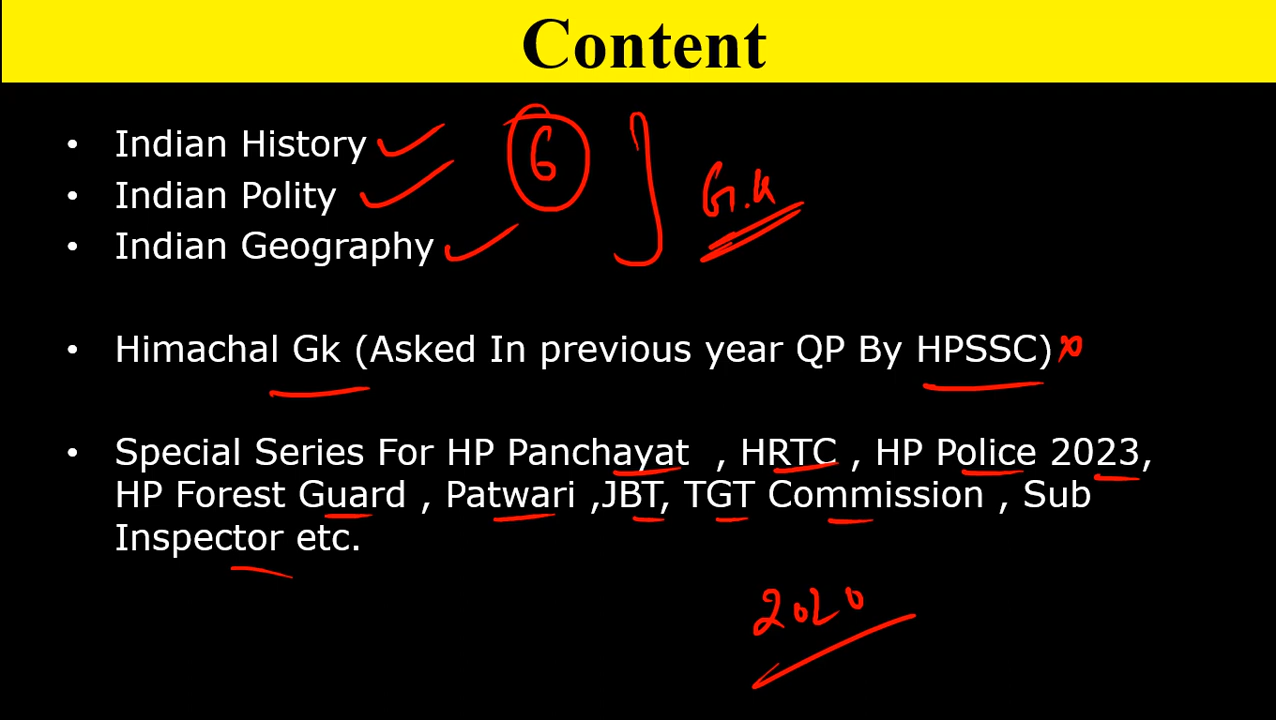 Content
• Indian History
6
• Indian Polity
G.K
• Indian Geography
• Himachal Gk (Asked In previous year QP By HPSSC)
• Special Series For HP Panchayat , HRTC , HP Police 2023,
HP Forest Guard , Patwari ,JBT, TGT Commission , Sub
Inspector etc.
2020